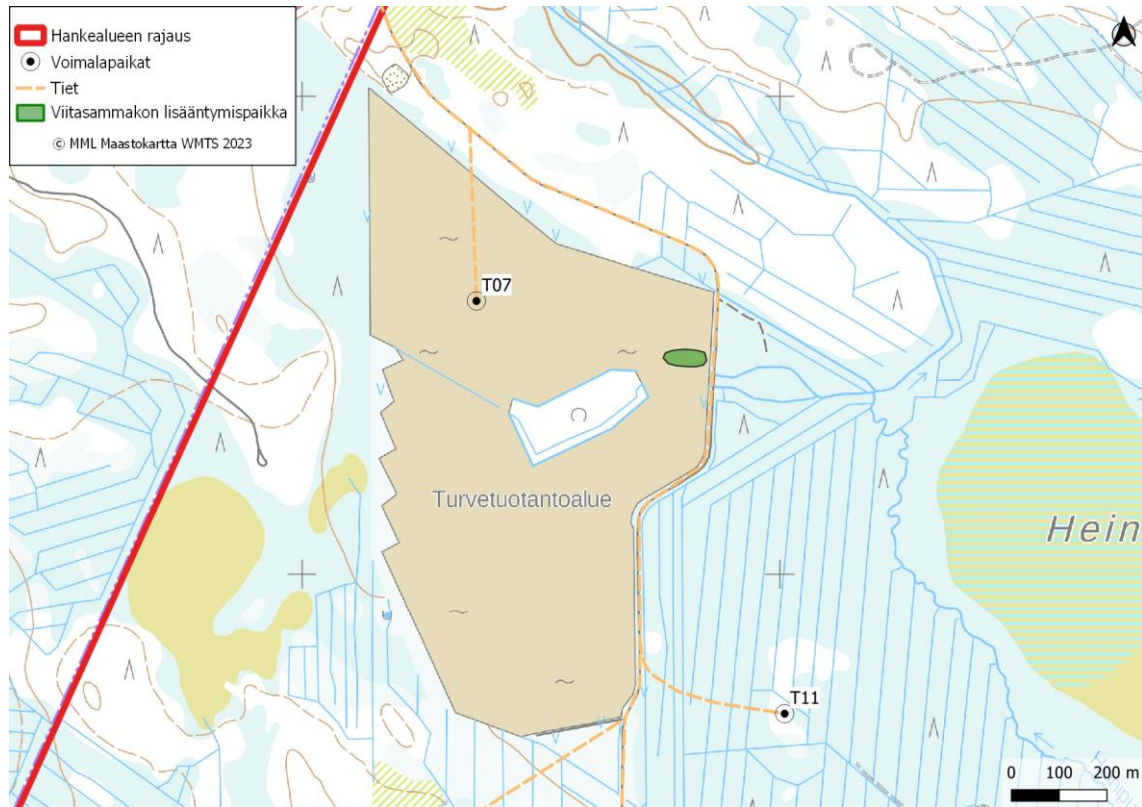 Hankealueen rajaus
Voimalapaikat
Tiet
Viitasammakon lisääntymispaikka
© MML Maastokartta WMTS 2023
T07
Turvetuotantoalue
Hein
T11
0 100 200 m